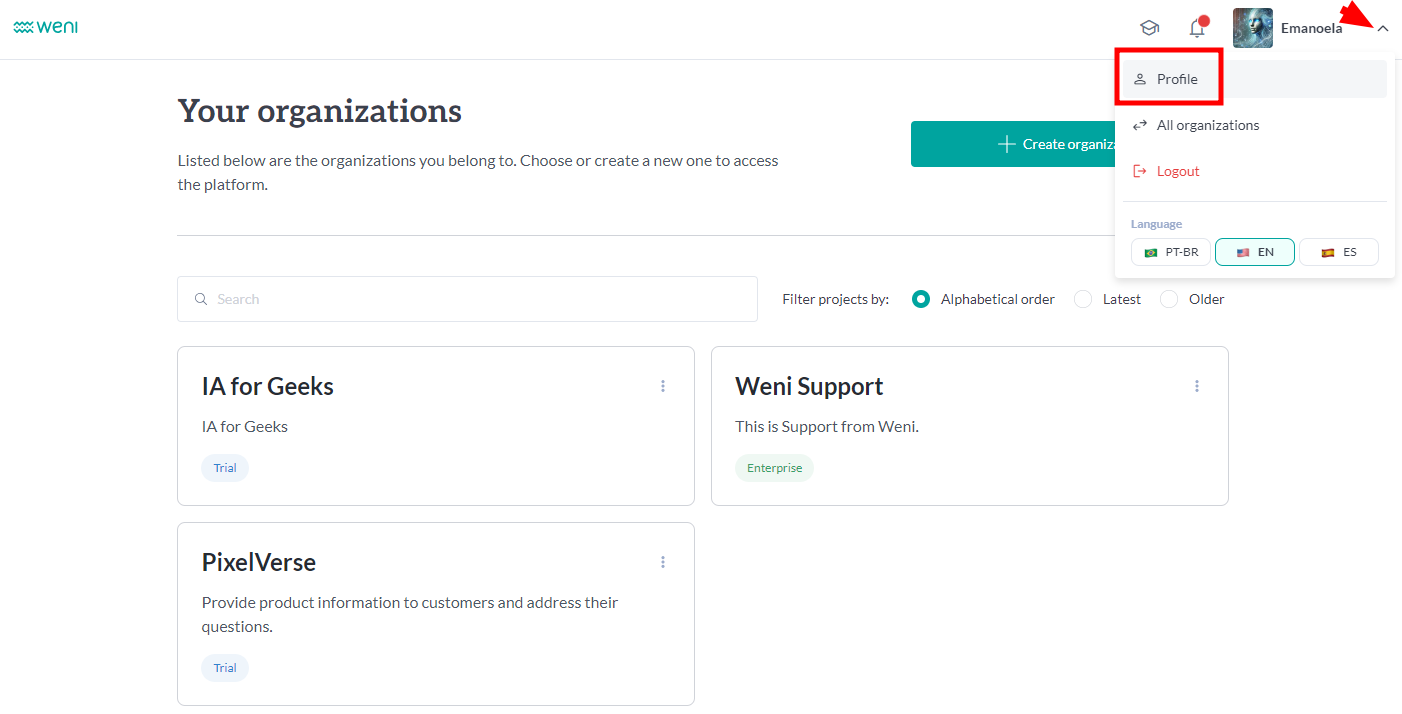 weni
Emanoela
Profile
All organizations
Logout
Language
PT-BR
EN
ES
Your organizations
Listed below are the organizations you belong to. Choose or create a new one to access
the platform.
Create organiza
Search
Filter projects by:
Alphabetical order
Latest
Older
IA for Geeks
IA for Geeks
Trial
Weni Support
This is Support from Weni.
Enterprise
PixelVerse
Provide product information to customers and address their
questions.
Trial